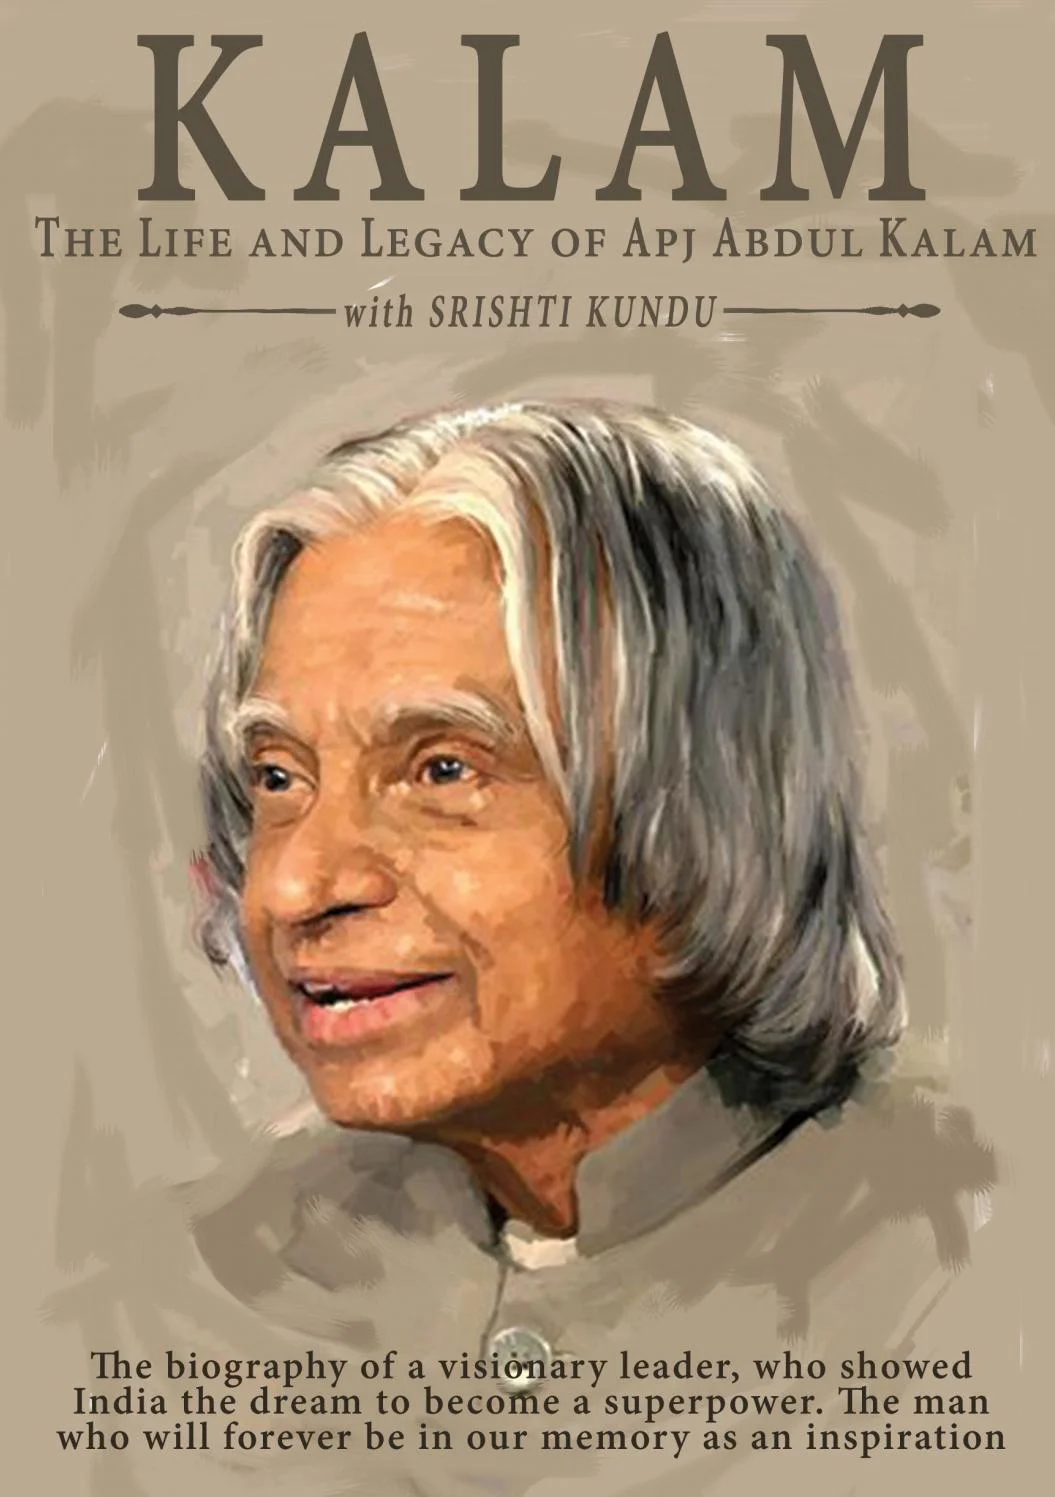 KALAM
THE LIFE AND LEGACY OF APJ ABDUL KALAM
with SRISHTI KUNDU
The biography of a visionary leader, who showed
India the dream to become a superpower. The man
who will forever be in our memory as an inspiration